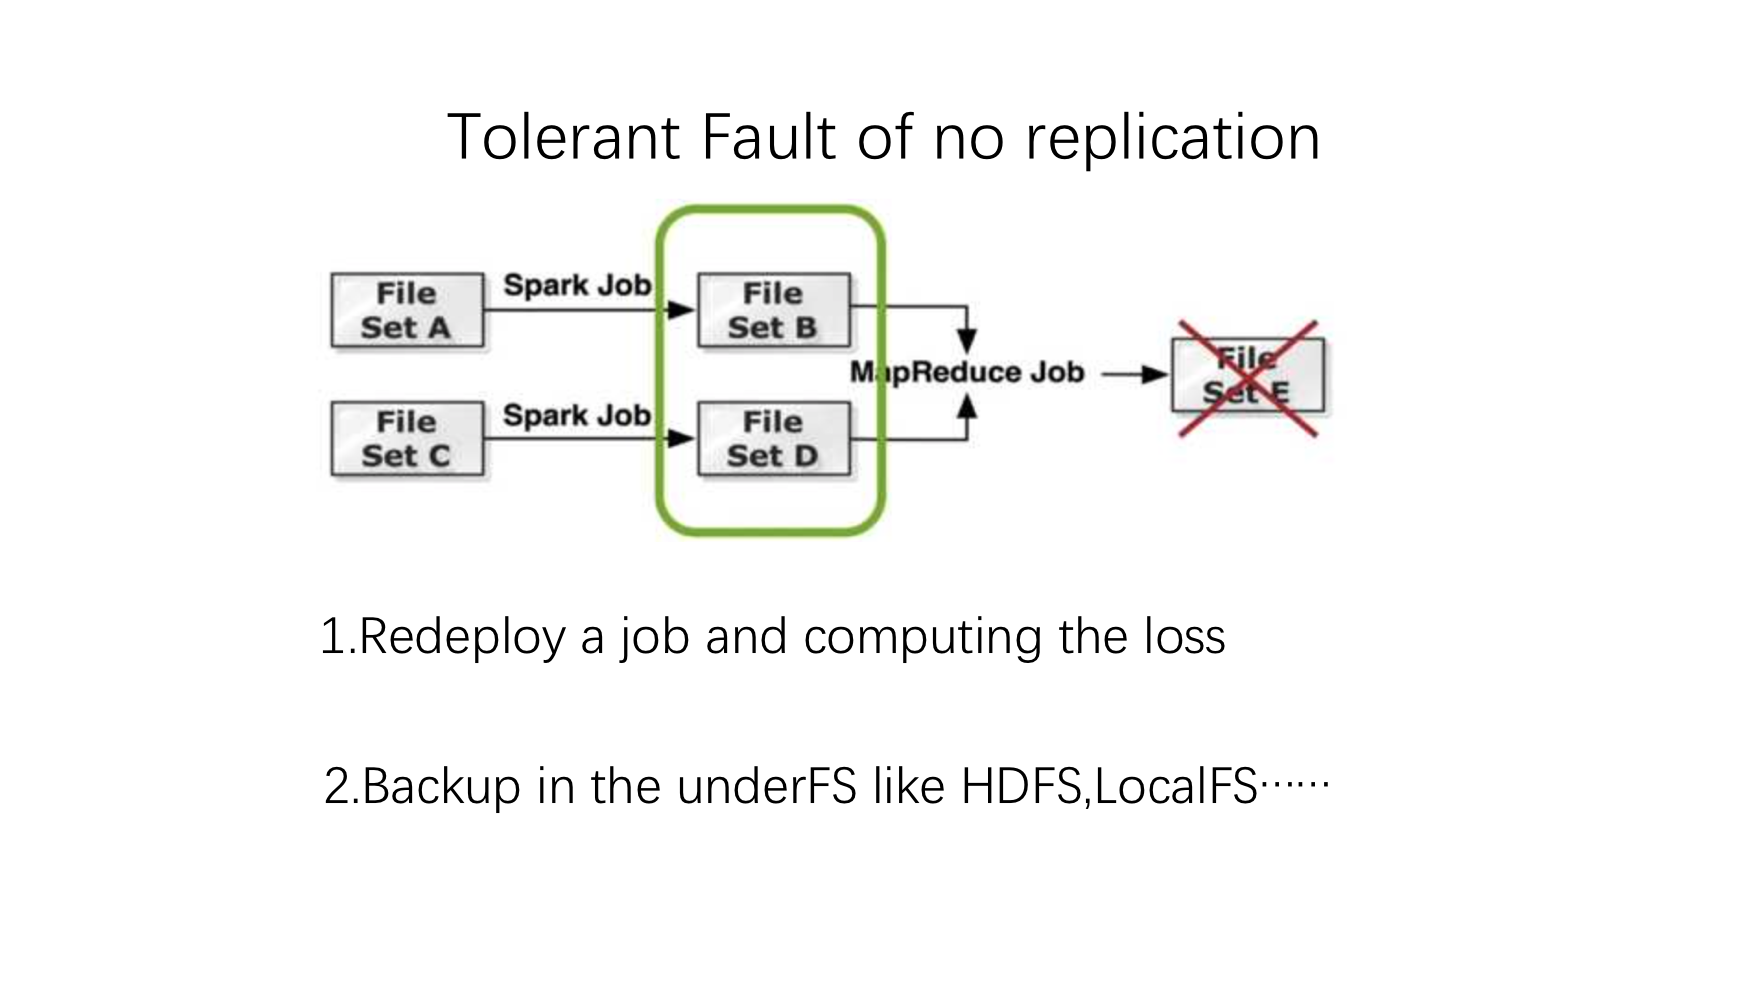 Tolerant Fault of no replication
File
Set A
Spark Job
File
Set B
File
Set C
Spark Job
File
Set D
MapReduce Job
File
Set E
1.Redeploy a job and computing the loss
2.Backup in the underFS like HDFS,LocalFS······